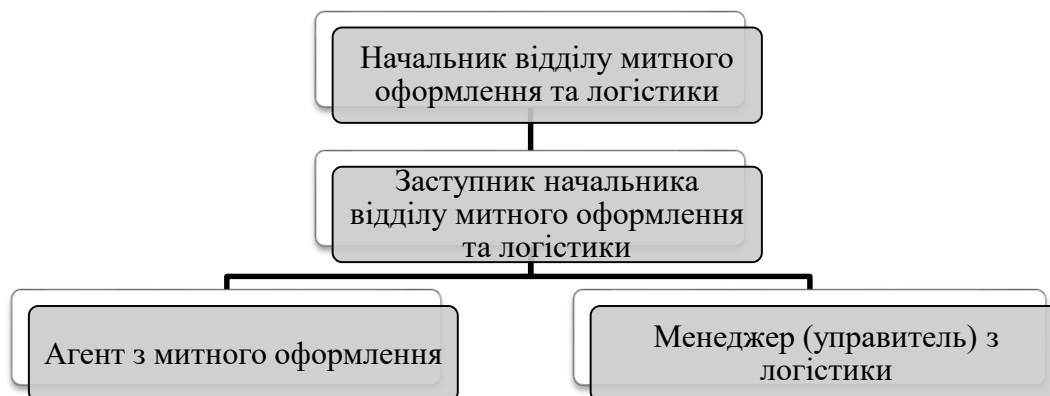 Начальник відділу митного
оформлення та логістики
Заступник начальника
відділу митного оформлення
та логістики
Агент з митного оформлення
Менеджер (управитель) з
логістики